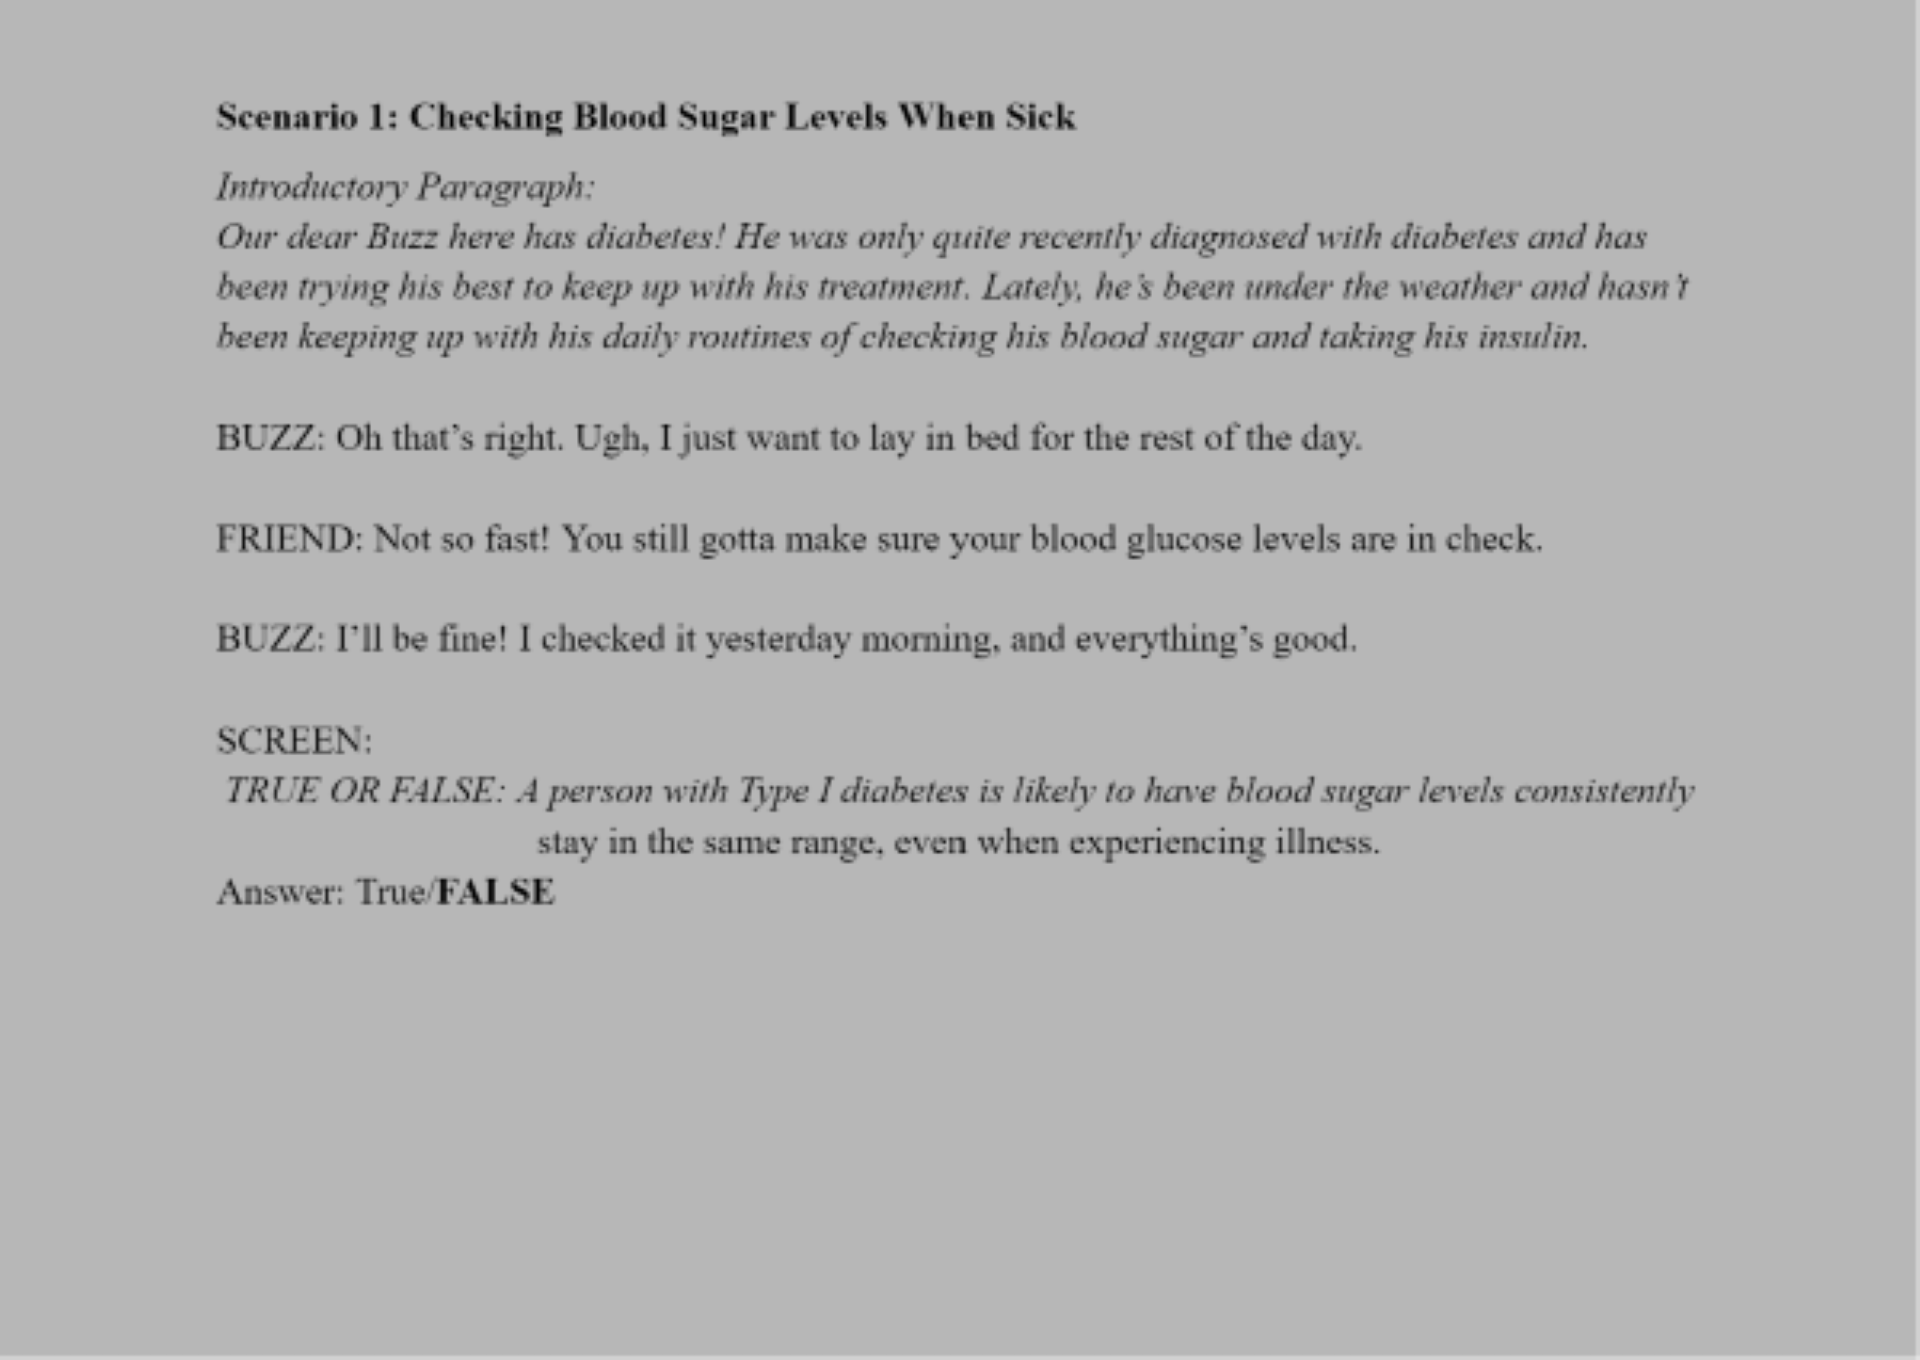 Scenario 1: Checking Blood Sugar Levels When Sick
Introductory Paragraph:
Our dear Buzz here has diabetes! He was only quite recently diagnosed with diabetes and has
been trying his best to keep up with his treatment. Lately, he's been under the weather and hasn't
been keeping up with his daily routines of checking his blood sugar and taking his insulin.
BUZZ: Oh that's right. Ugh, I just want to lay in bed for the rest of the day.
FRIEND: Not so fast! You still gotta make sure your blood glucose levels are in check.
BUZZ: I'll be fine! I checked it yesterday morning, and everything's good.
SCREEN:
TRUE OR FALSE: A person with Type I diabetes is likely to have blood sugar levels consistently
stay in the same range, even when experiencing illness.
Answer: True/FALSE